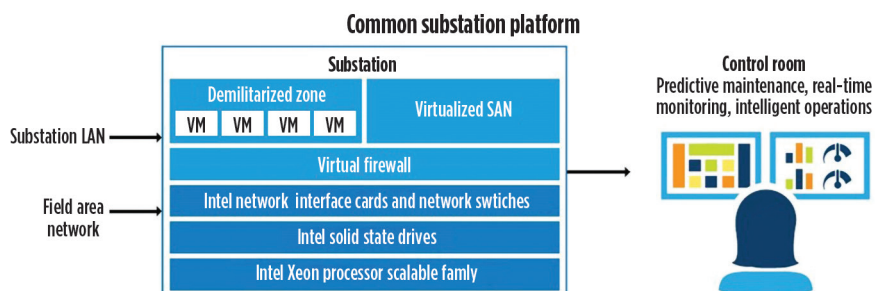 Common substation platform
Substation
Demilitarized zone
VM VM VM VM
Virtualized SAN
Virtual firewall
Intel network interface cards and network swtiches
Intel solid state drives
Intel Xeon processor scalable famly
Substation LAN
Field area
network
Control room
Predictive maintenance, real-time
monitoring, intelligent operations